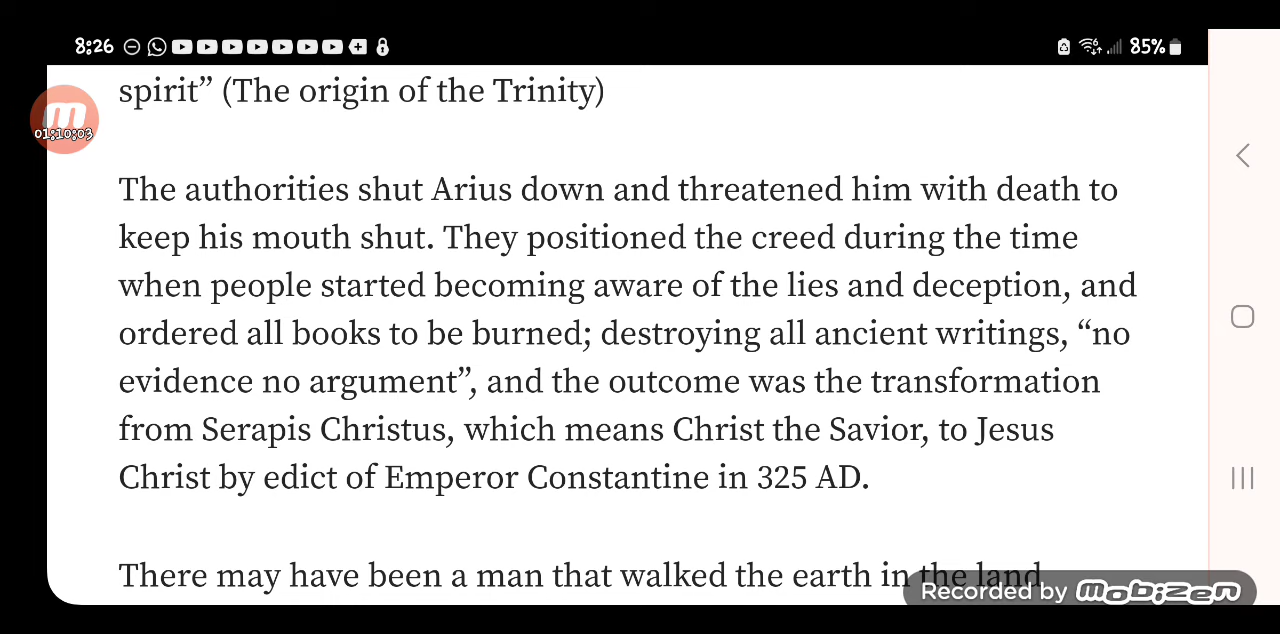 8:26
85%
spirit” (The origin of the Trinity)
01:10:03
The authorities shut Arius down and threatened him with death to
keep his mouth shut. They positioned the creed during the time
when people started becoming aware of the lies and deception, and
ordered all books to be burned; destroying all ancient writings, “no
evidence no argument”, and the outcome was the transformation
from Serapis Christus, which means Christ the Savior, to Jesus
Christ by edict of Emperor Constantine in 325 AD.
There may have been a man that walked the earth in the land
Recorded by mobizen